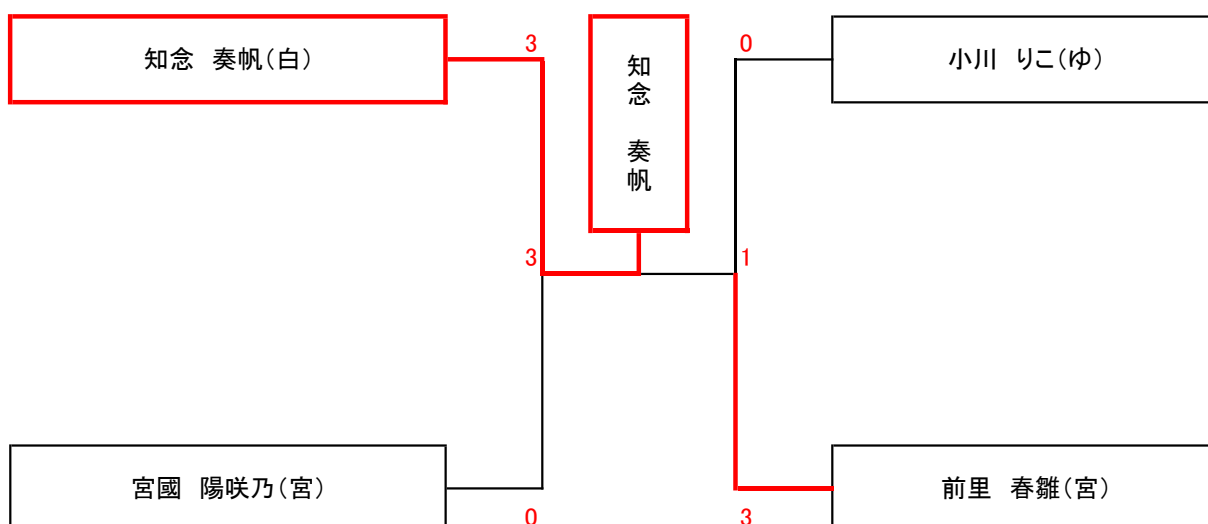 知念　奏帆（白）
3
知念　奏帆
0
小川　りこ（ゆ）
3
1
宮國　陽咲乃（宮）
0
3
前里　春雛（宮）